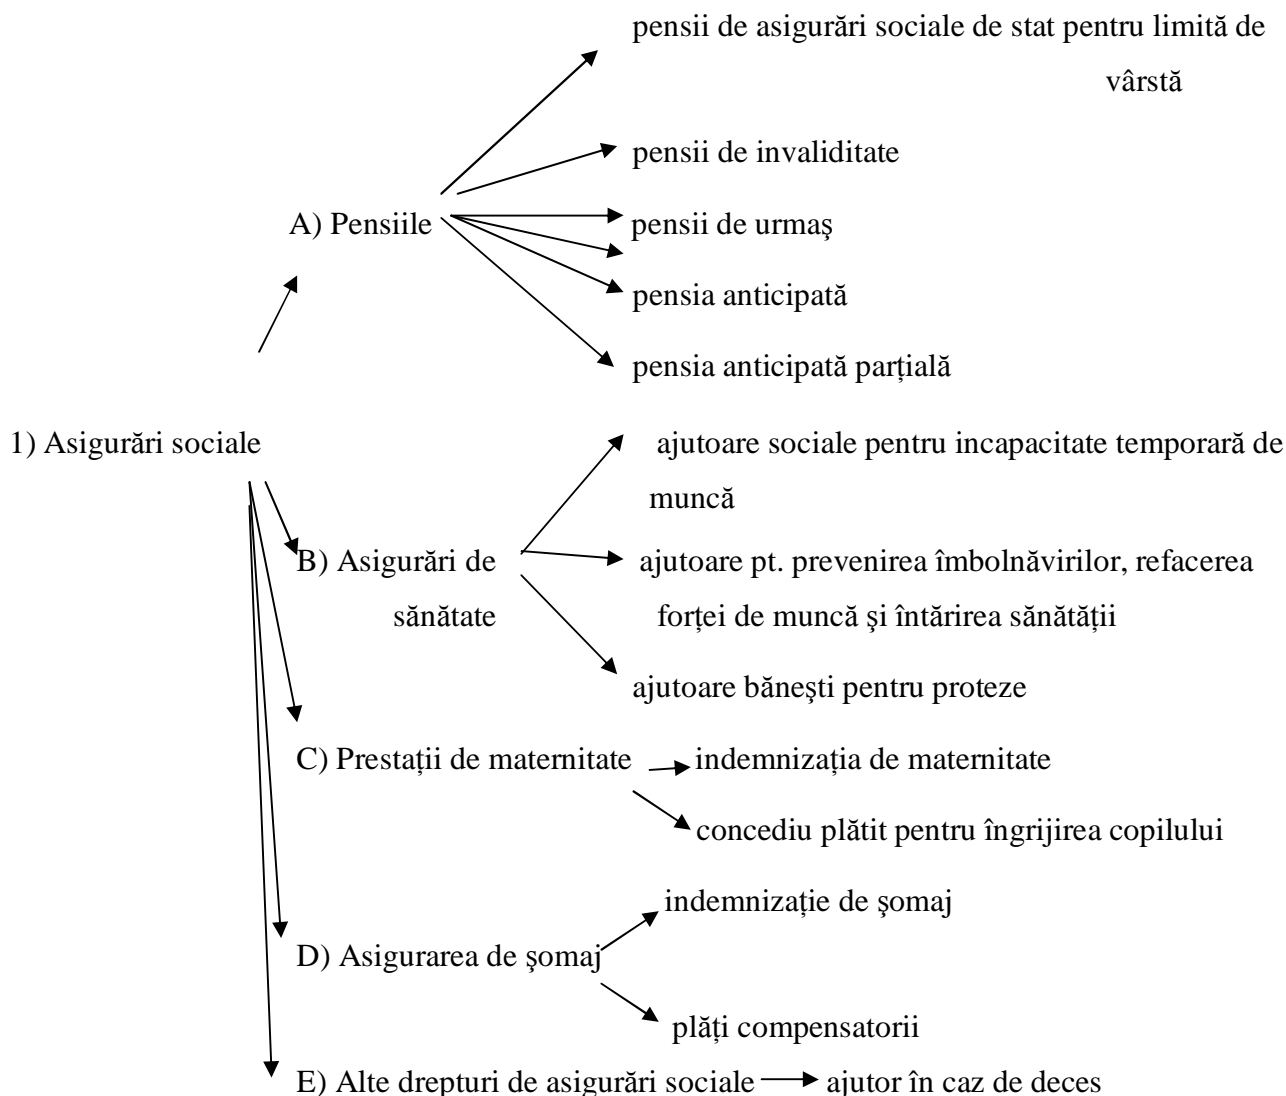 pensii de asigurări sociale de stat pentru limită de
vârstă
pensii de invaliditate
A) Pensiile
pensii de urmaş
pensia anticipată
pensia anticipată parțială
1) Asigurări sociale
ajutoare sociale pentru incapacitate temporară de
muncă
B) Asigurări de
sănătate
ajutoare pt. prevenirea îmbolnăvirilor, refacerea
forței de muncă şi întărirea sănătății
ajutoare băneşti pentru proteze
C) Prestații de maternitate
indemnizația de maternitate
concediu plătit pentru îngrijirea copilului
indemnizație de şomaj
D) Asigurarea de şomaj
plăți compensatorii
E) Alte drepturi de asigurări sociale
ajutor în caz de deces